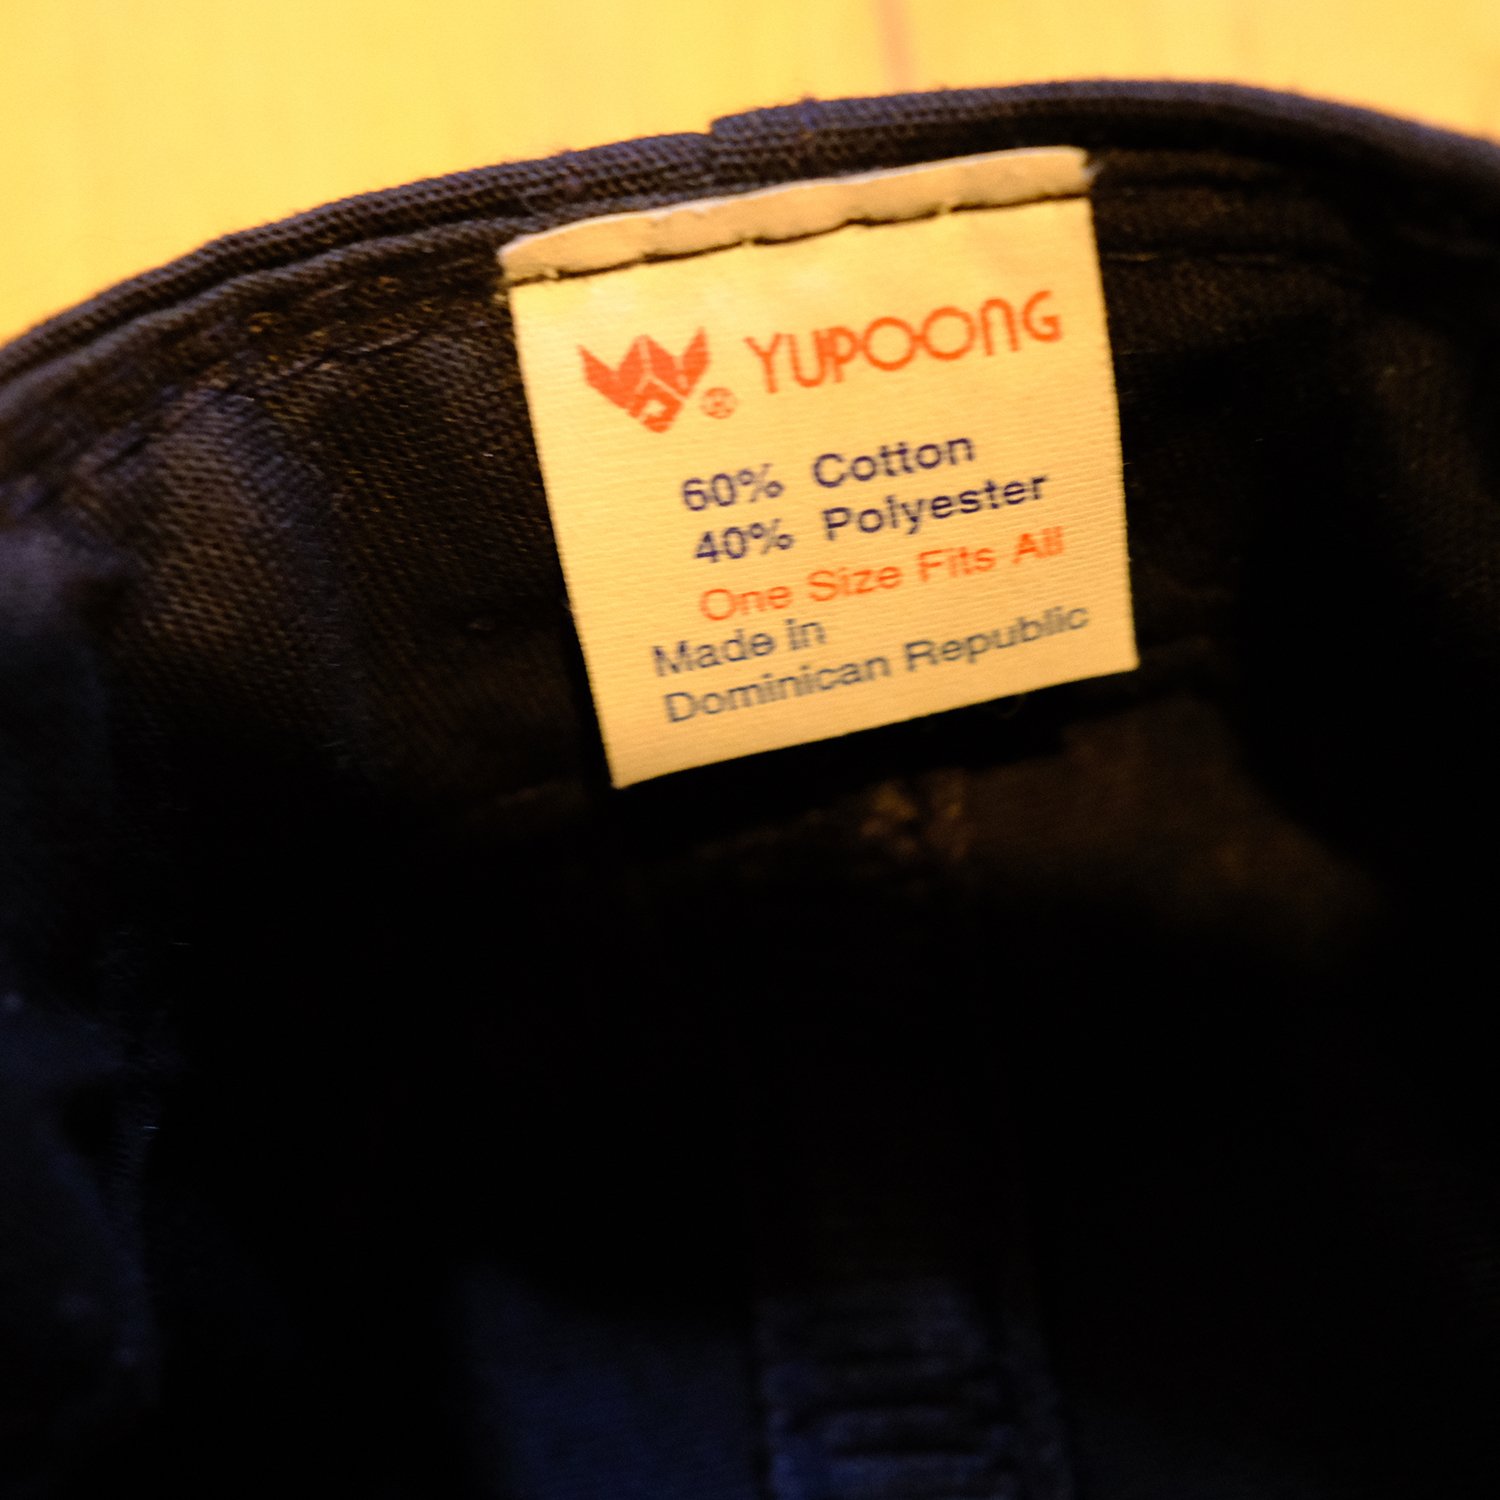 ® YUPOONG
60% Cotton
40% Polyester
One Size Fits All
Made in
Dominican Republic